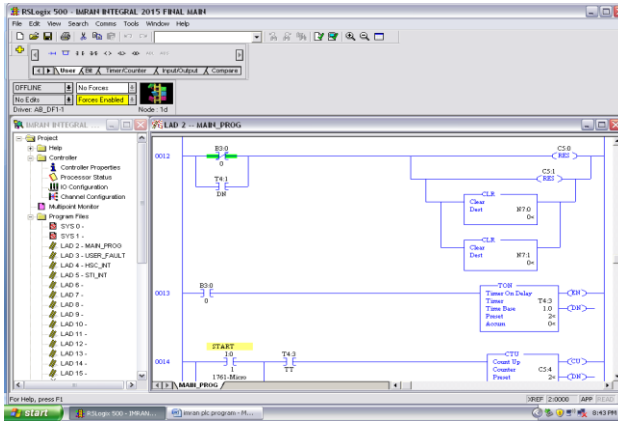 RSLogix 500 - IMRAN INTEGRAL 2015 FINAL MAIN
File Edit View Search Comms Tools Window Help
User Bit Timer/Counter Input/Output Compare
OFFLINE No Forces
No Edits Forces Enabled
Driver: AB_DF1-1 Node : 1d
IMRAN INTEGRAL ...
Project
Help
Controller
Controller Properties
Processor Status
IO Configuration
Channel Configuration
Multipoint Monitor
Program Files
SYS 0 -
SYS 1 -
LAD 2 - MAIN_PROG
LAD 3 - USER_FAULT
LAD 4 - HSC_INT
LAD 5 - STI_INT
LAD 6 -
LAD 7 -
LAD 8 -
LAD 9 -
LAD 10 -
LAD 11 -
LAD 12 -
LAD 13 -
LAD 14 -
LAD 15 -
LAD 2 -- MAIN_PROG
0012
B3:0
0
T4:1
DN
C5:0
RES
C5:1
RES
CLR
Clear
Dest N7:0
0<
CLR
Clear
Dest N7:1
0<
0013
B3:0
0
TON
Timer On Delay
Timer T4:3
Time Base 1.0
Preset 2<
Accum 0<
EN
DN
START
0014
I:0
1
1761-Micro
T4:3
TT
CTU
Count Up
Counter C5:4
Preset 2<
CU
DN
MAIN_PROG
For Help, press F1
XREF 2:0000 APP READ
start
RSLogix 500 - IMRAN...
imran plc program - M...
8:43 PM